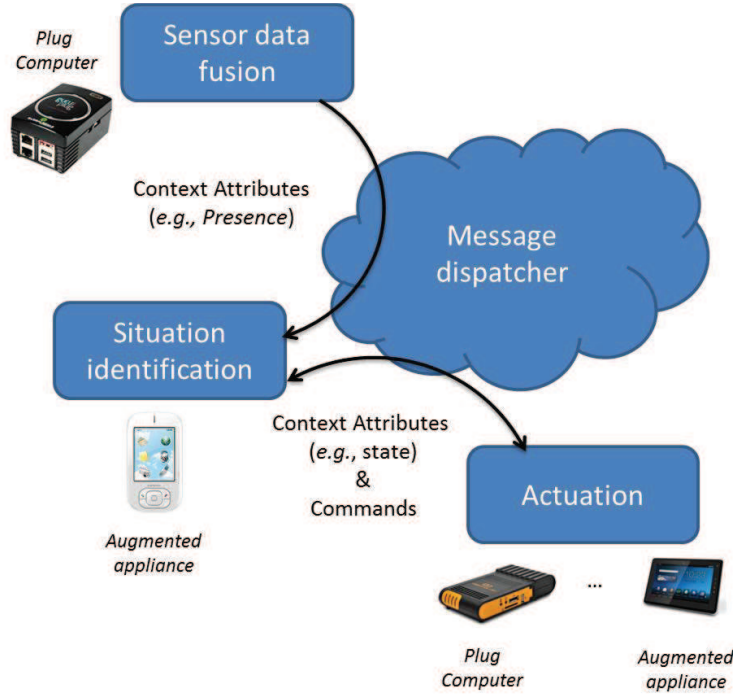 Plug
Computer
Sensor data
fusion
Context Attributes
(e.g., Presence)
Message
dispatcher
Situation
identification
Context Attributes
(e.g., state)
&
Commands
Actuation
Augmented
appliance
...
Plug
Computer
Augmented
appliance